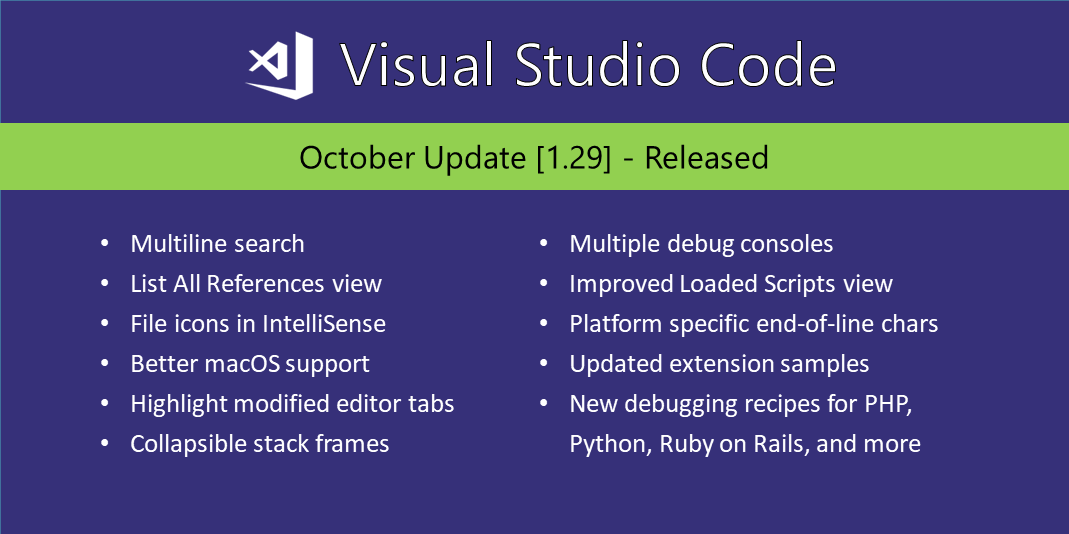 Visual Studio Code
October Update [1.29] - Released
• Multiline search
• List All References view
• File icons in IntelliSense
• Better macOS support
• Highlight modified editor tabs
• Collapsible stack frames
• Multiple debug consoles
• Improved Loaded Scripts view
• Platform specific end-of-line chars
• Updated extension samples
• New debugging recipes for PHP,
Python, Ruby on Rails, and more